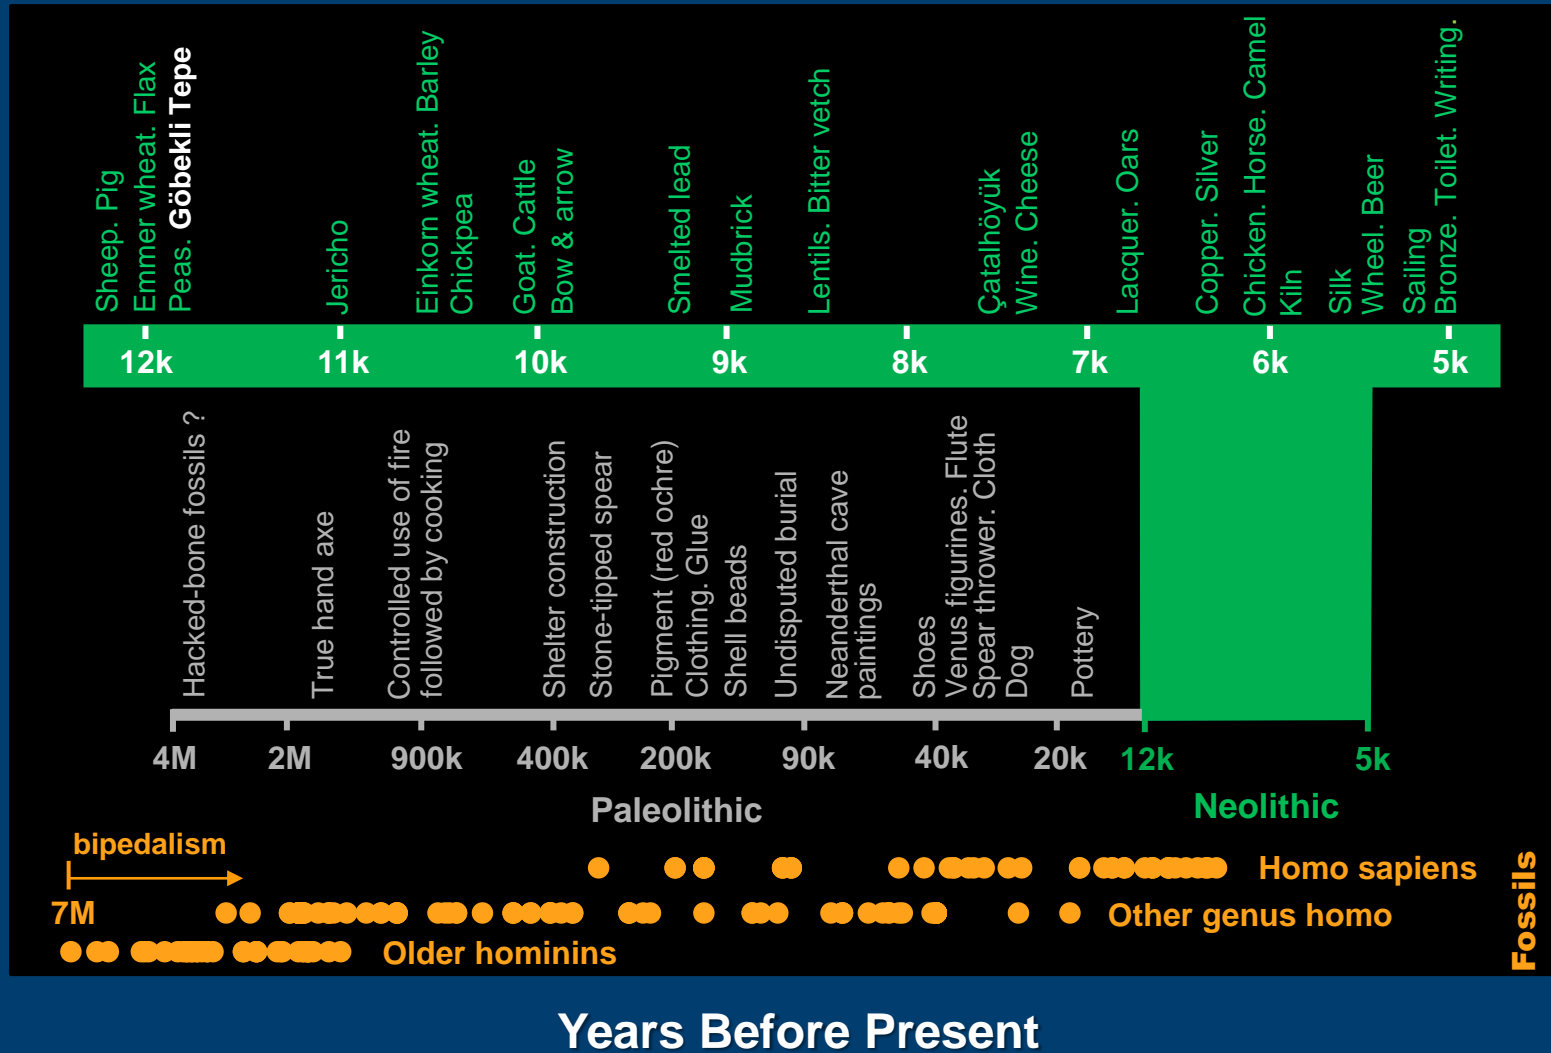 Sheep. Pig
Emmer wheat. Flax
Peas. Göbekli Tepe
Jericho
Einkorn wheat. Barley
Chickpea
Goat. Cattle
Bow & arrow
Smelted lead
Mudbrick
Lentils. Bitter vetch
Çatalhöyük
Wine. Cheese
Lacquer. Oars
Copper. Silver
Chicken. Horse. Camel
Kiln
Silk
Wheel. Beer
Sailing
Bronze. Toilet. Writing.
12k
11k
10k
9k
8k
7k
6k
5k
Hacked-bone fossils ?
True hand axe
Controlled use of fire
followed by cooking
Shelter construction
Stone-tipped spear
Pigment (red ochre)
Clothing. Glue
Shell beads
Undisputed burial
Neanderthal cave
paintings
Shoes
Venus figurines. Flute
Spear thrower. Cloth
Dog
Pottery
4M
2M
900k
400k
200k
90k
40k
20k
12k
5k
Paleolithic
Neolithic
bipedalism
7M
Homo sapiens
Other genus homo
Older hominins
Fossils
Years Before Present